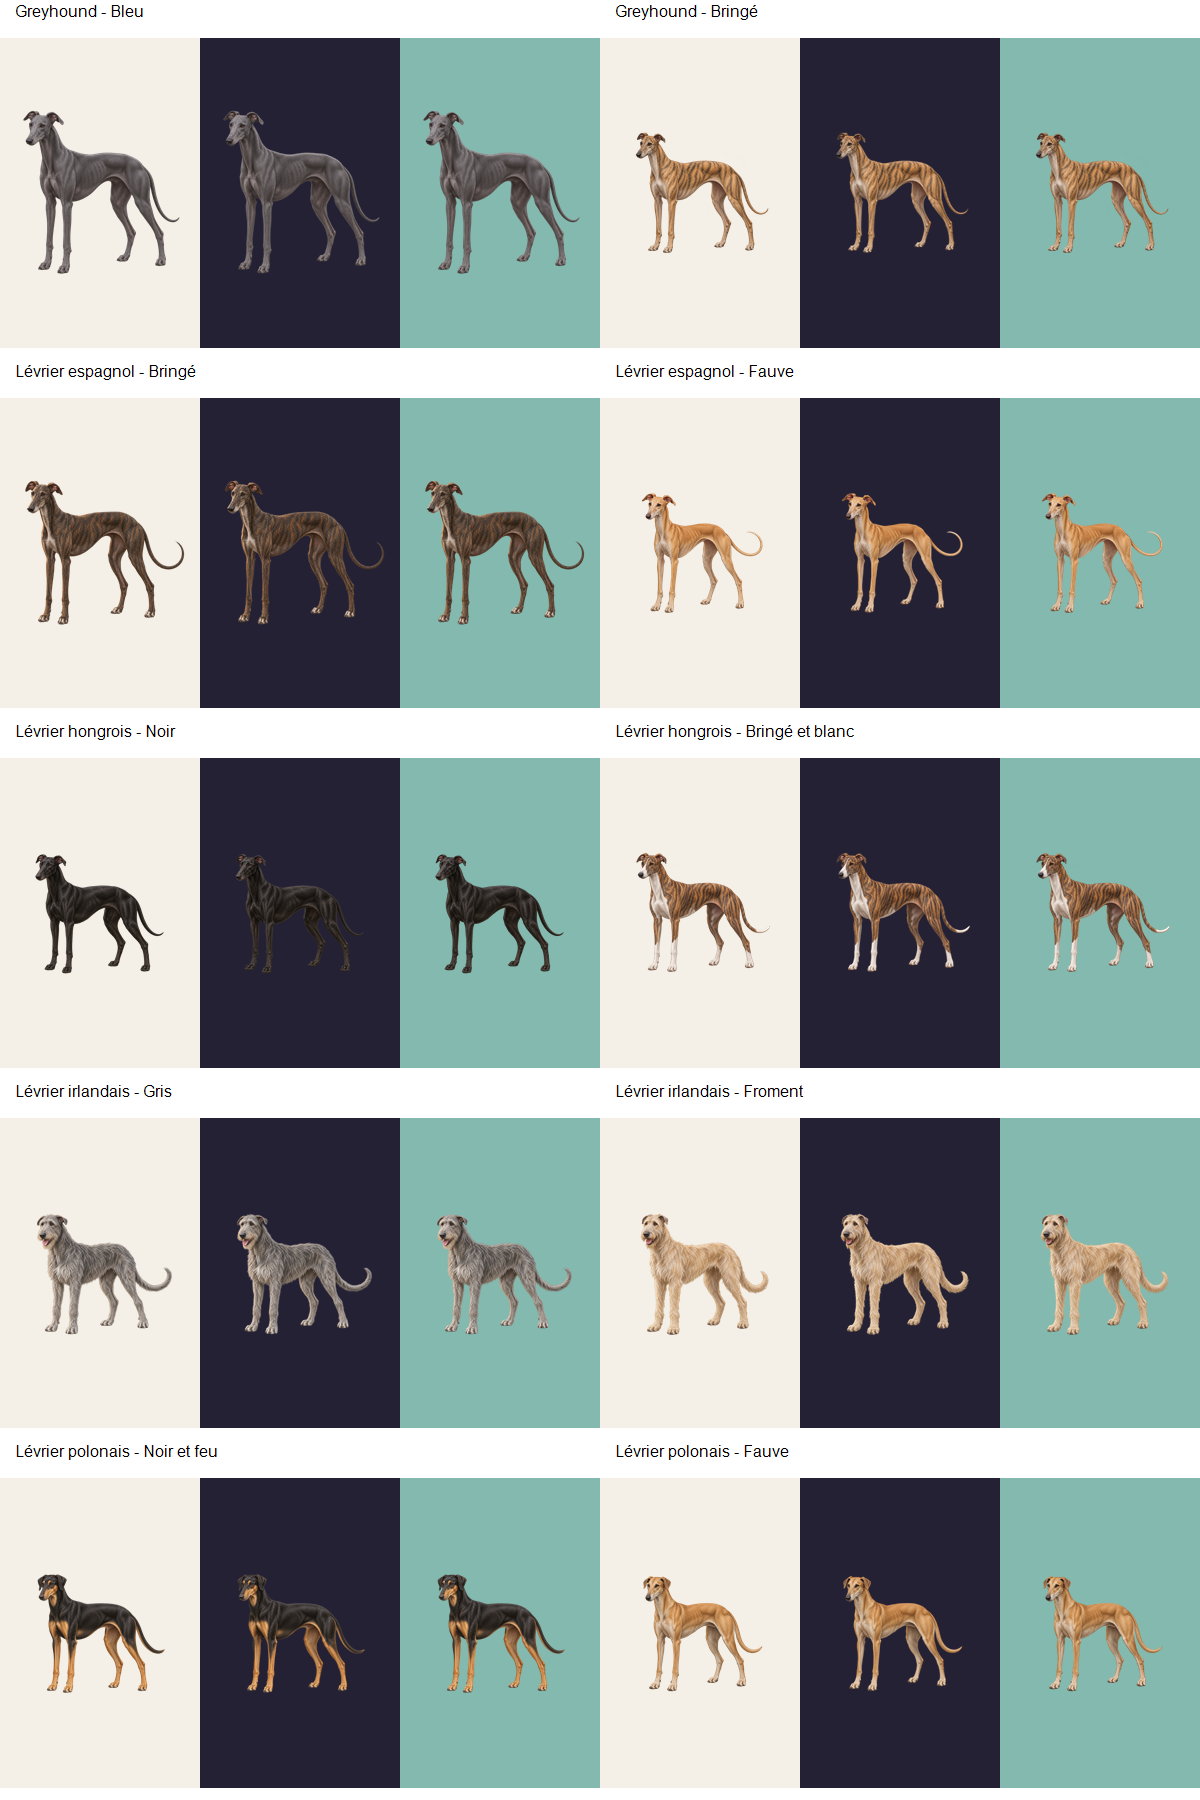 Greyhound - Bleu
Greyhound - Bringé
Lévrier espagnol - Bringé
Lévrier espagnol - Fauve
Lévrier hongrois - Noir
Lévrier hongrois - Bringé et blanc
Lévrier irlandais - Gris
Lévrier irlandais - Froment
Lévrier polonais - Noir et feu
Lévrier polonais - Fauve